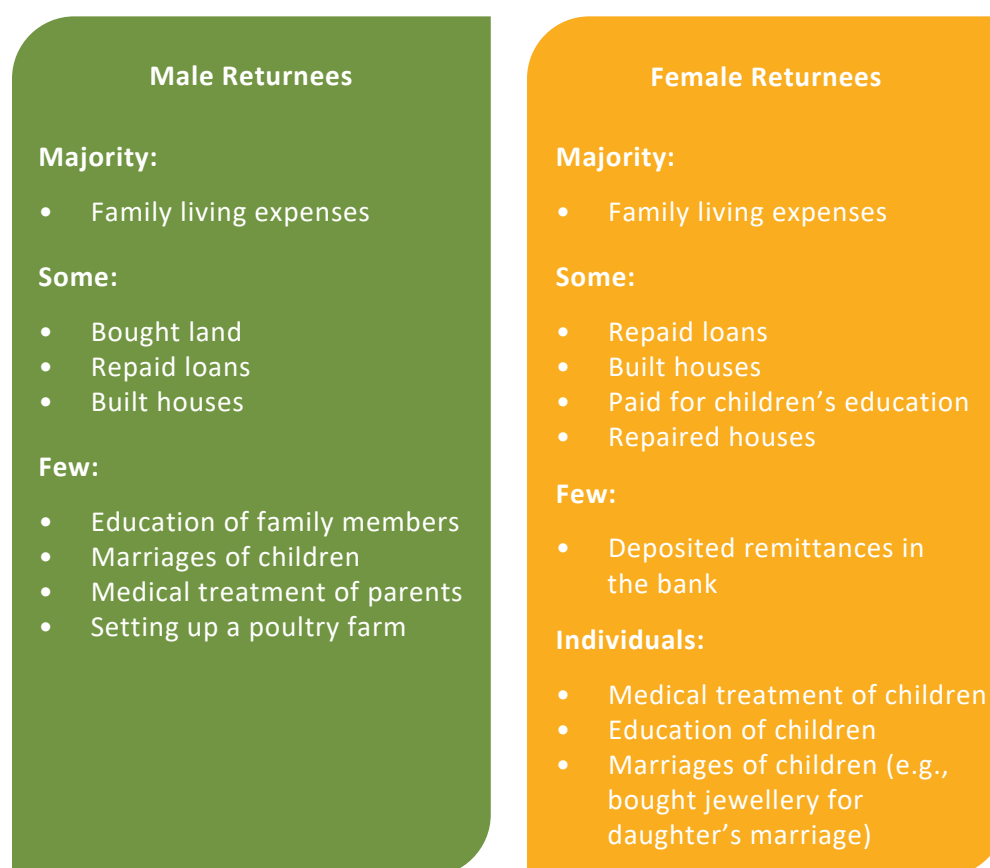 Male Returnees
Majority:
• Family living expenses
Some:
• Bought land
• Repaid loans
• Built houses
Few:
• Education of family members
• Marriages of children
• Medical treatment of parents
• Setting up a poultry farm
Female Returnees
Majority:
• Family living expenses
Some:
• Repaid loans
• Built houses
• Paid for children’s education
• Repaired houses
Few:
• Deposited remittances in
the bank
Individuals:
• Medical treatment of children
• Education of children
• Marriages of children (e.g.,
bought jewellery for
daughter’s marriage)